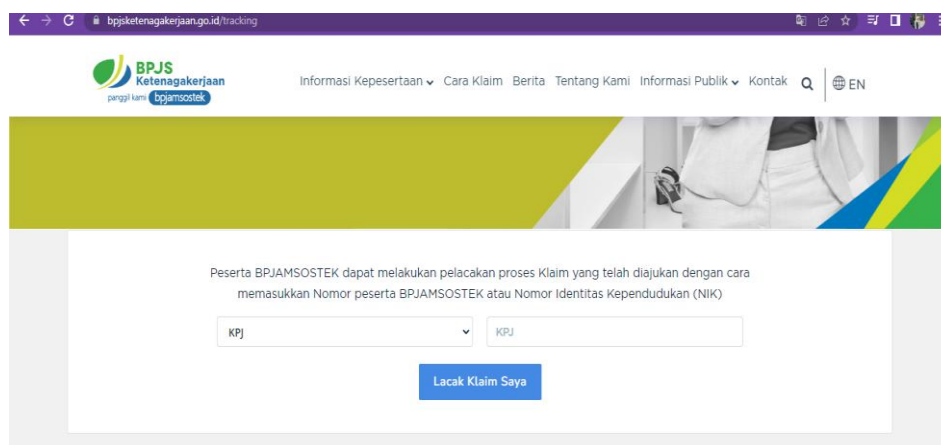 bpjsketenagakerjaan.go.id/tracking
BPJS
Ketenagakerjaan
panggil kami bpjamsostek
Informasi Kepesertaan Cara Klaim Berita Tentang Kami Informasi Publik Kontak EN
Peserta BPJAMSOSTEK dapat melakukan pelacakan proses Klaim yang telah diajukan dengan cara
memasukkan Nomor peserta BPJAMSOSTEK atau Nomor Identitas Kependudukan (NIK)
KPJ KPJ
Lacak Klaim Saya